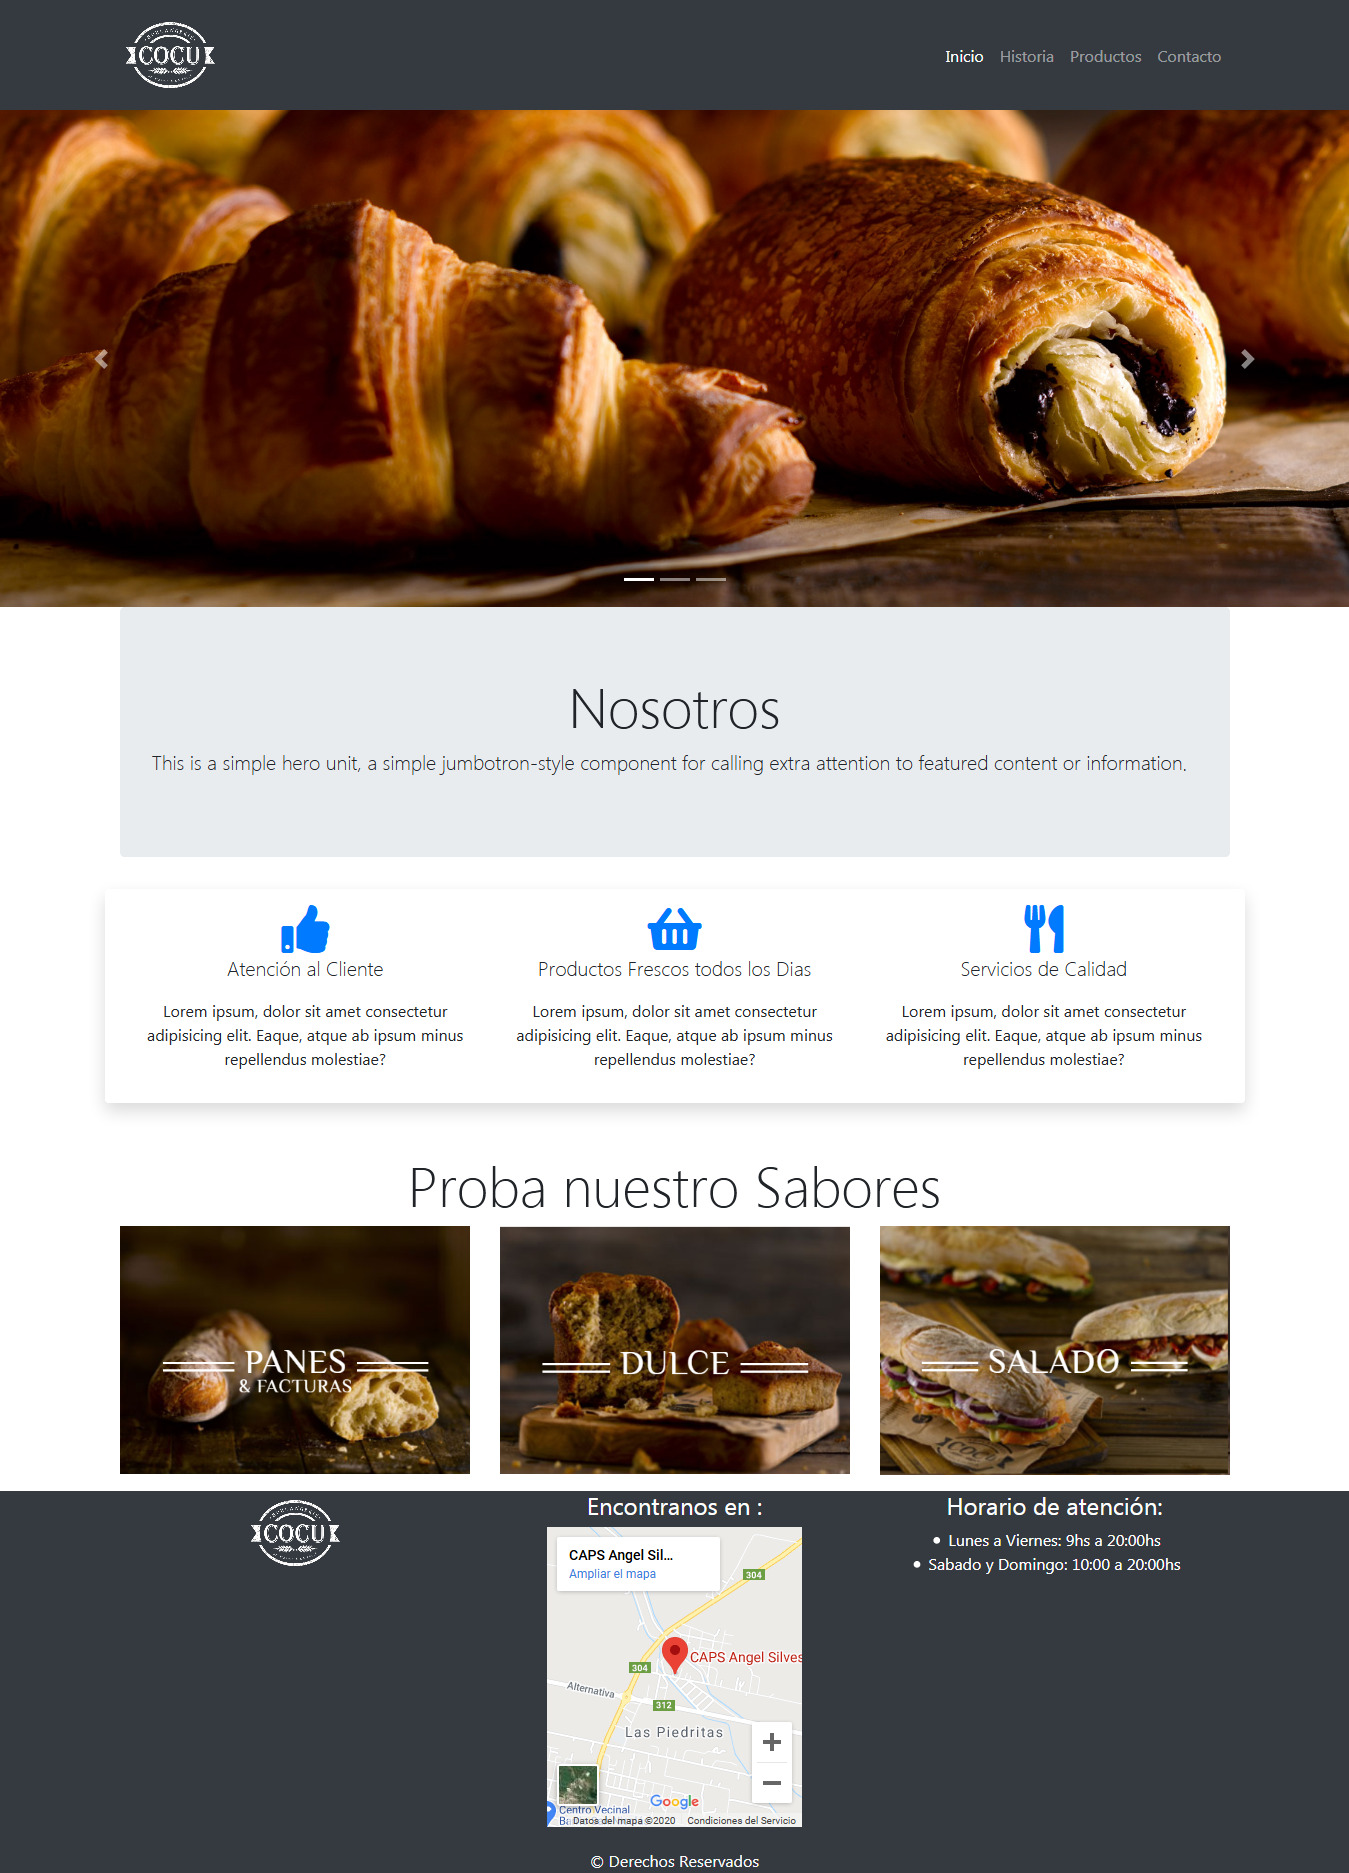 COCU
Inicio Historia Productos Contacto
Nosotros
This is a simple hero unit, a simple jumbotron-style component for calling extra attention to featured content or information.
Atención al Cliente
Lorem ipsum, dolor sit amet consectetur
adipisicing elit. Eaque, atque ab ipsum minus
repellendus molestiae?
Productos Frescos todos los Dias
Lorem ipsum, dolor sit amet consectetur
adipisicing elit. Eaque, atque ab ipsum minus
repellendus molestiae?
Servicios de Calidad
Lorem ipsum, dolor sit amet consectetur
adipisicing elit. Eaque, atque ab ipsum minus
repellendus molestiae?
Proba nuestro Sabores
PANES
& FACTURAS
DULCE
SALADO
COCU
COCU
Encontranos en :
CAPS Angel Sil...
Ampliar el mapa
304
CAPS Angel Silves
304
Alternativa
312
Las Piedritas
Google
Centro Vecinal
Datos del mapa ©2020 Condiciones del Servicio
Horario de atención:
• Lunes a Viernes: 9hs a 20:00hs
• Sabado y Domingo: 10:00 a 20:00hs
© Derechos Reservados